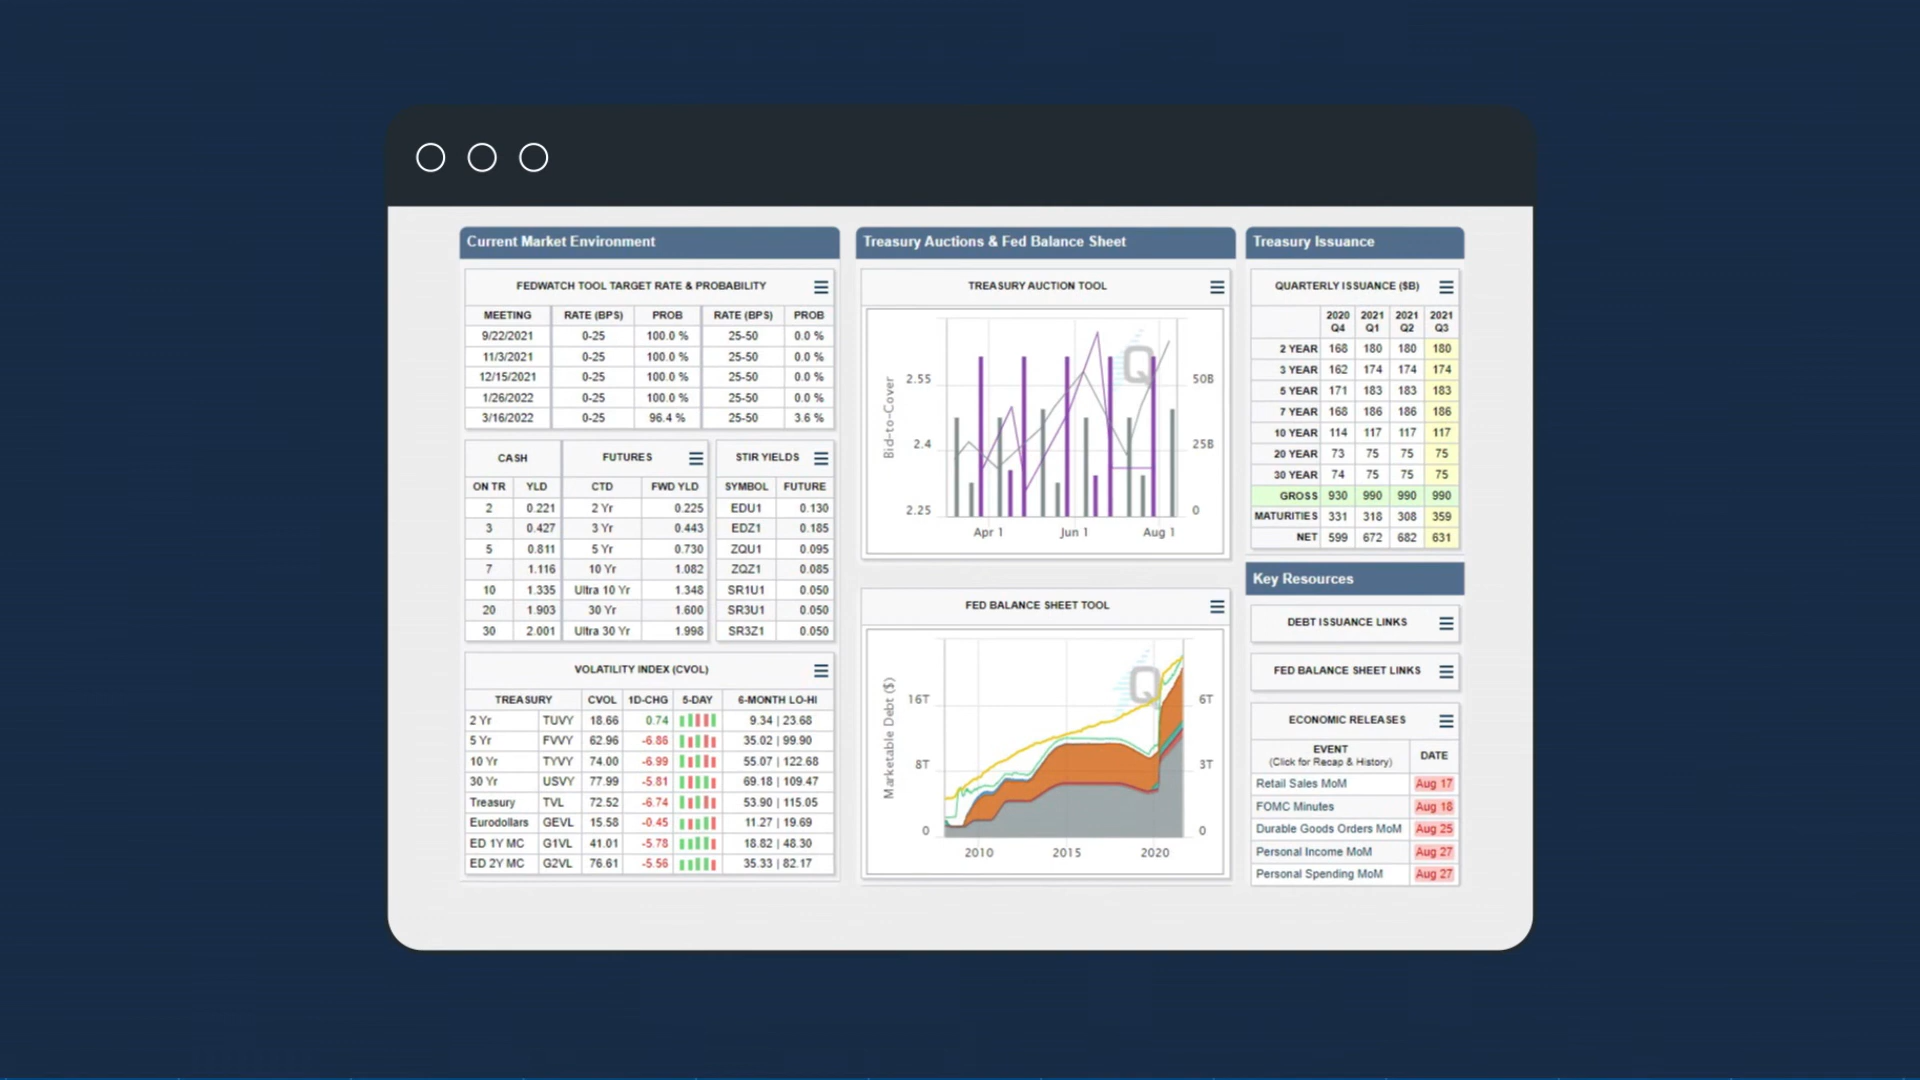 Current Market Environment
FEDWATCH TOOL TARGET RATE & PROBABILITY
MEETING RATE (BPS) PROB RATE (BPS) PROB
9/22/2021 0-25 100.0 % 25-50 0.0 %
11/3/2021 0-25 100.0 % 25-50 0.0 %
12/15/2021 0-25 100.0 % 25-50 0.0 %
1/26/2022 0-25 100.0 % 25-50 0.0 %
3/16/2022 0-25 96.4 % 25-50 3.6 %
CASH FUTURES STIR YIELDS
ON TR YLD CTD FWD YLD SYMBOL FUTURE
2 0.221 2 Yr 0.225 EDU1 0.130
3 0.427 3 Yr 0.443 EDZ1 0.185
5 0.811 5 Yr 0.730 ZQU1 0.095
7 1.116 10 Yr 1.082 ZQZ1 0.085
10 1.335 Ultra 10 Yr 1.348 SR1U1 0.050
20 1.903 30 Yr 1.600 SR3U1 0.050
30 2.001 Ultra 30 Yr 1.998 SR3Z1 0.050
VOLATILITY INDEX (CVOL)
TREASURY CVOL 1D-CHG 5-DAY 6-MONTH LO-HI
2 Yr TUVY 18.66 0.74 9.34 | 23.68
5 Yr FVVY 62.96 -6.86 35.02 | 99.90
10 Yr TYVY 74.00 -6.99 55.07 | 122.68
30 Yr USVY 77.99 -5.81 69.18 | 109.47
Treasury TVL 72.52 -6.74 53.90 | 115.05
Eurodollars GEVL 15.58 -0.45 11.27 | 19.69
ED 1Y MC G1VL 41.01 -5.78 18.82 | 48.30
ED 2Y MC G2VL 76.61 -5.56 35.33 | 82.17
Treasury Auctions & Fed Balance Sheet
TREASURY AUCTION TOOL
Q
Bid-to-Cover
2.55 50B
2.4 25B
2.25 0
Apr 1 Jun 1 Aug 1
FED BALANCE SHEET TOOL
Q
Marketable Debt ($)
16T 6T
8T 3T
0 0
2010 2015 2020
Treasury Issuance
QUARTERLY ISSUANCE ($B)
2020 2021 2021 2021
Q4 Q1 Q2 Q3
2 YEAR 168 180 180 180
3 YEAR 162 174 174 174
5 YEAR 171 183 183 183
7 YEAR 168 186 186 186
10 YEAR 114 117 117 117
20 YEAR 73 75 75 75
30 YEAR 74 75 75 75
GROSS 930 990 990 990
MATURITIES 331 318 308 359
NET 599 672 682 631
Key Resources
DEBT ISSUANCE LINKS
FED BALANCE SHEET LINKS
ECONOMIC RELEASES
EVENT DATE
(Click for Recap & History)
Retail Sales MoM Aug 17
FOMC Minutes Aug 18
Durable Goods Orders MoM Aug 25
Personal Income MoM Aug 27
Personal Spending MoM Aug 27